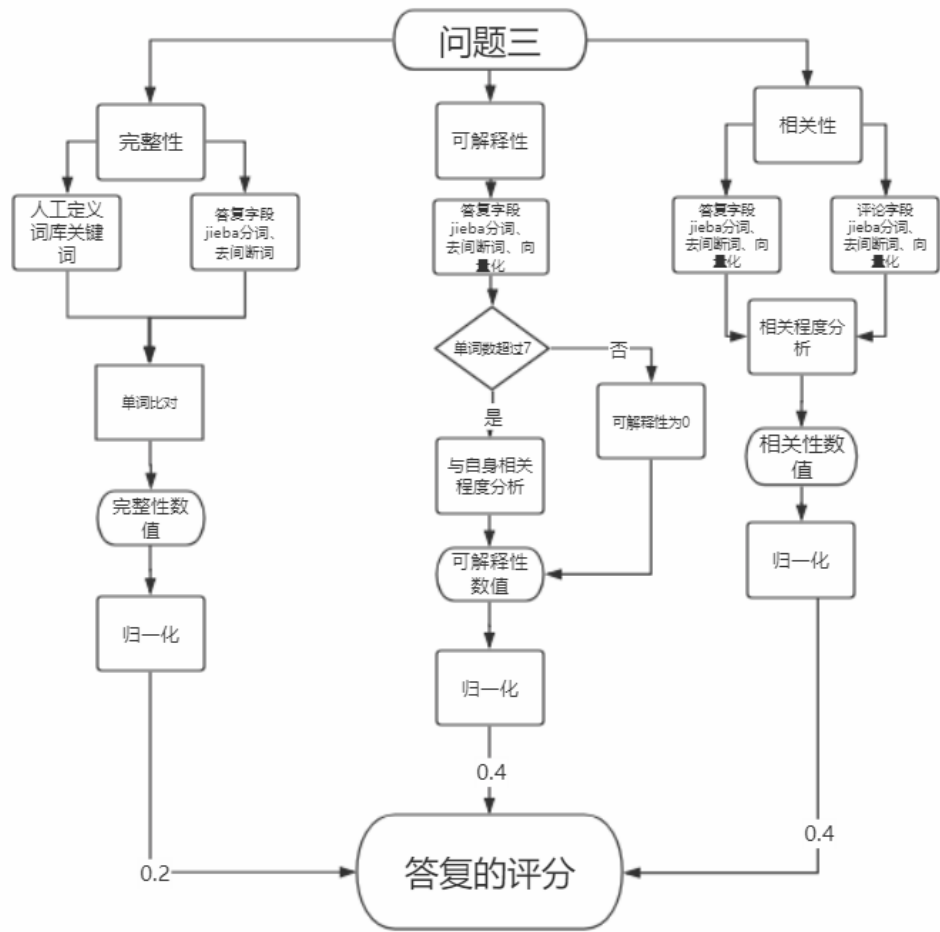 问题三
完整性
人工定义
词库关键
词
答复字段
jieba分词、
去间断词
单词比对
完整性数
值
归一化
0.2
可解释性
答复字段
jieba分词、
去间断词、向
量化
单词数超过7
否
可解释性为0
是
与自身相关
程度分析
可解释性
数值
归一化
0.4
相关性
答复字段
jieba分词、
去间断词、向
量化
评论字段
jieba分词、
去间断词、向
量化
相关程度分
析
相关性数
值
归一化
0.4
答复的评分